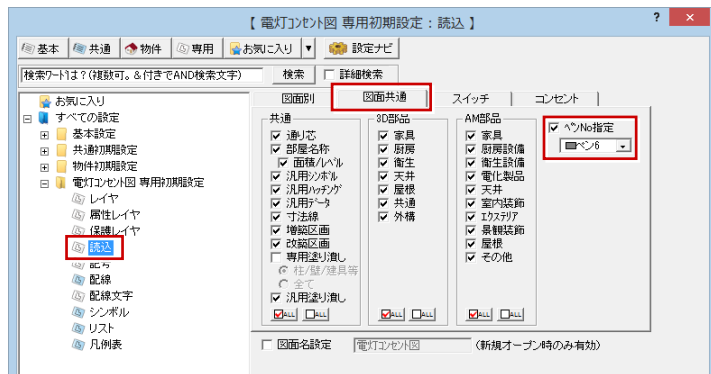 【 電灯コンセント図 専用初期設定：読込 】
? ×
基本 共通 物件 専用 お気に入り ▼ 設定ナビ
検索ワードは？(複数可。＆付きでAND検索文字) 検索 詳細検索
お気に入り
すべての設定
基本設定
共通初期設定
物件初期設定
電灯コンセント図 専用初期設定
レイヤ
属性レイヤ
保護レイヤ
読込
記号
配線
配線文字
シンボル
リスト
凡例表
図面別 図面共通 スイッチ コンセント
共通
通り芯
部屋名称
面積/レベル
汎用シンボル
汎用ハッチング
汎用データ
寸法線
増築区画
改築区画
専用塗り潰し
柱/壁/建具等
全て
汎用塗り潰し
ALL ALL
3D部品
家具
厨房
衛生
天井
屋根
共通
外構
ALL ALL
AM部品
家具
厨房設備
衛生設備
電化製品
天井
室内装飾
エクステリア
景観装飾
屋根
その他
ALL ALL
ペンNo指定
ペン6
図面名設定 電灯コンセント図 (新規オープン時のみ有効)